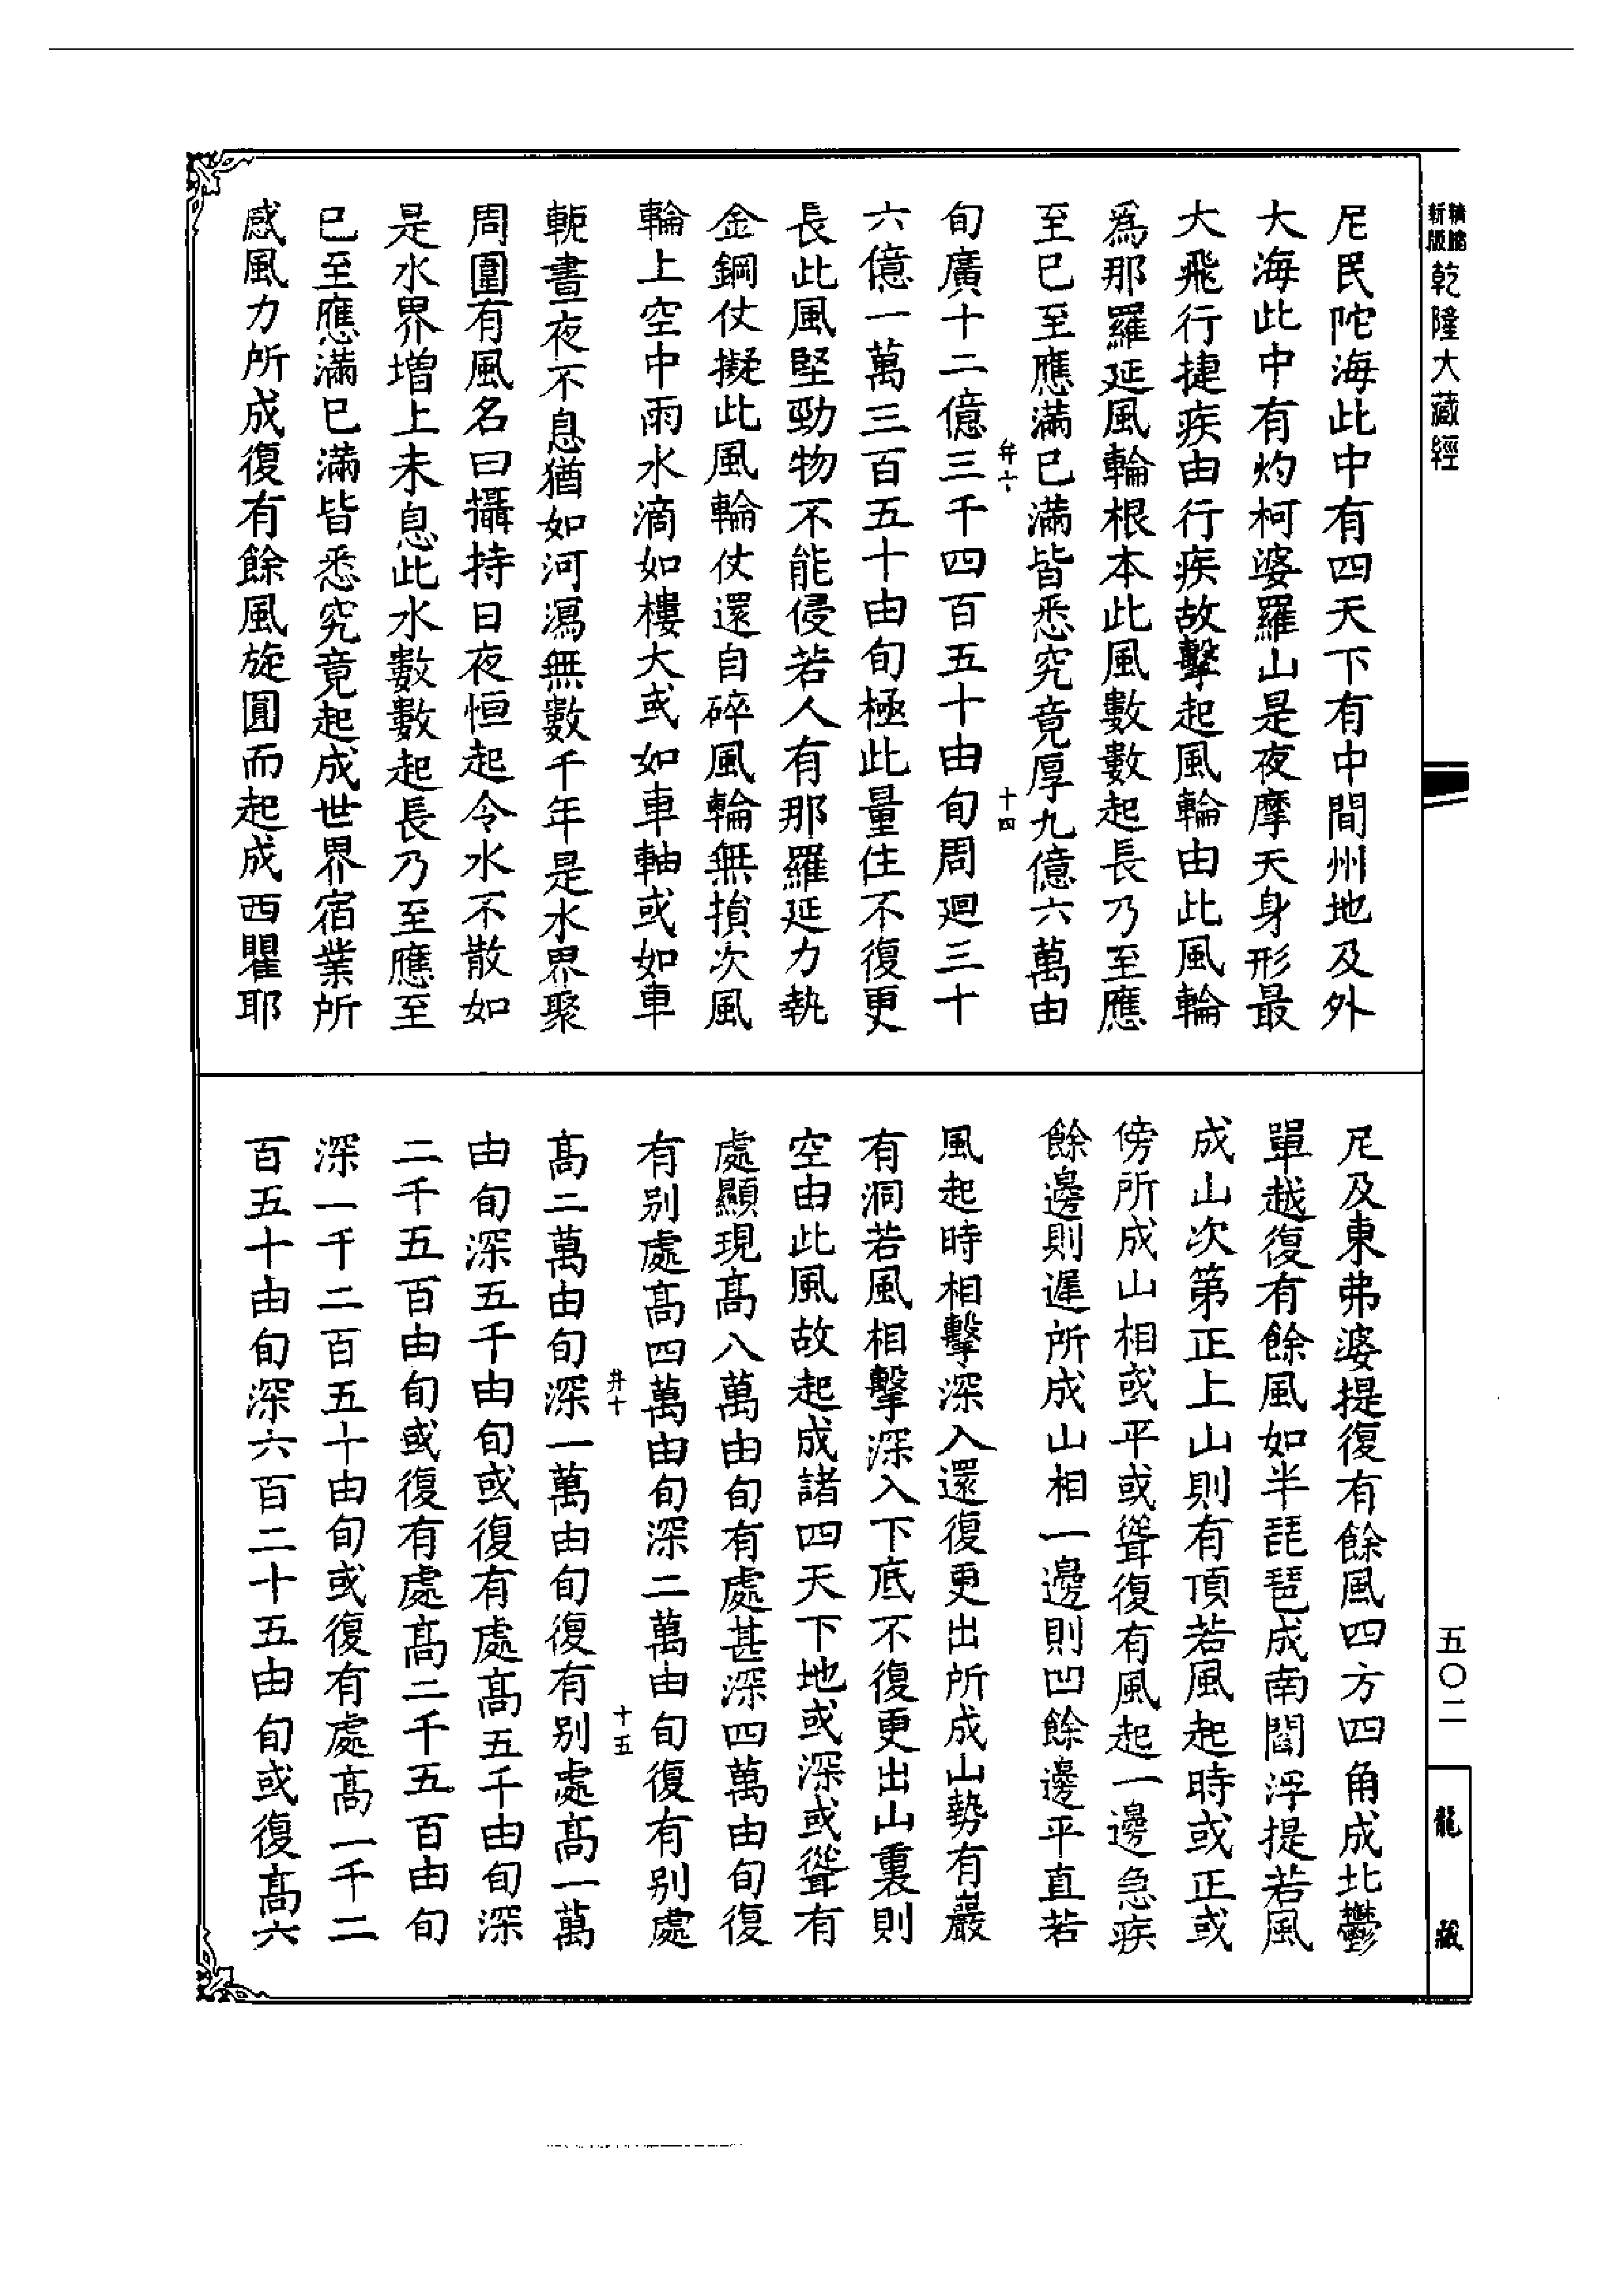 精縮
新版
乾隆大藏經
尼民陀海此中有四天下有中間州地及外
大海此中有灼柯婆羅山是夜摩天身形最
大飛行捷疾由行疾故擊起風輪由此風輪
爲那羅延風輪根本此風數數起長乃至應
至巳至應滿巳滿皆悉究竟厚九億六萬由
旬廣十二億三千四百五十由旬周廻三十
六億一萬三百五十由旬極此量住不復更
長此風堅勁物不能侵若人有那羅延力執
金鋼仗擬此風輪仗還自碎風輪無損次風
輪上空中雨水滴如樓大或如車軸或如車
軛晝夜不息猶如河瀉無數千年是水界聚
周圍有風名曰攝持日夜恒起令水不散如
是水界增上未息此水數數起長乃至應至
巳至應滿巳滿皆悉究竟起成世界宿業所
感風力所成復有餘風旋圓而起成西瞿耶
十四
五〇二
龍藏
尼及東弗婆提復有餘風四方四角成北鬱
單越復有餘風如半琵琶成南閻浮提若風
成山次第正上山則有頂若風起時或正或
傍所成山相或平或聳復有風起一邊急疾
餘邊則遲所成山相一邊則凹餘邊平直若
風起時相擊深入還復更出所成山勢有巖
有洞若風相擊深入下底不復更出山裏則
空由此風故起成諸四天下地或深或聳有
處顯現髙八萬由旬有處甚深四萬由旬復
有别處髙四萬由旬深二萬由旬復有别處
髙二萬由旬深一萬由旬復有别處髙一萬
由旬深五千由旬或復有處髙五千由旬深
二千五百由旬或復有處髙二千五百由旬
深一千二百五十由旬或復有處髙一千二
百五十由旬深六百二十五由旬或復髙六
十五